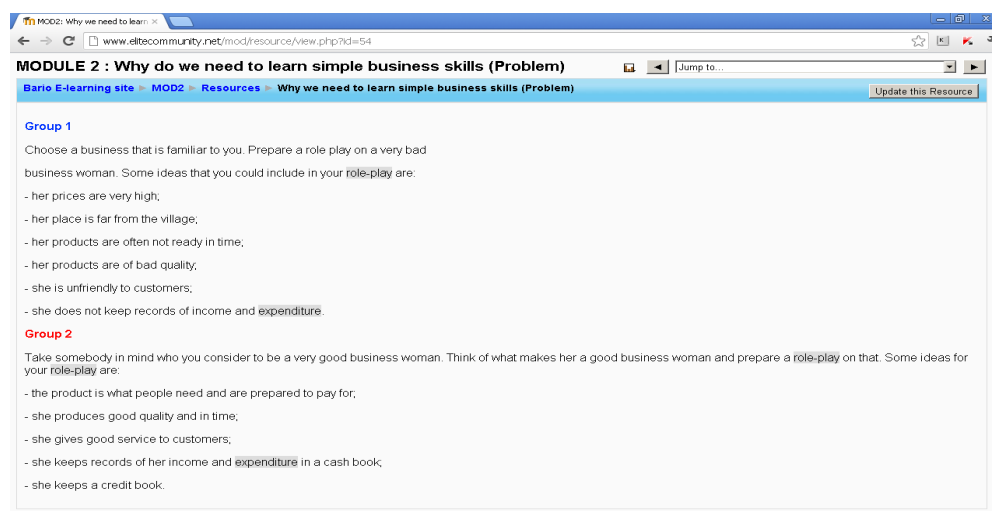 MOD2: Why we need to learn
www.elitecommunity.net/mod/resource/view.php?id=54
MODULE 2 : Why do we need to learn simple business skills (Problem)
Jump to...
Bario E-learning site ► MOD2 ► Resources ► Why we need to learn simple business skills (Problem)
Update this Resource
Group 1
Choose a business that is familiar to you. Prepare a role play on a very bad
business woman. Some ideas that you could include in your role-play are:
- her prices are very high;
- her place is far from the village;
- her products are often not ready in time;
- her products are of bad quality;
- she is unfriendly to customers;
- she does not keep records of income and expenditure.
Group 2
Take somebody in mind who you consider to be a very good business woman. Think of what makes her a good business woman and prepare a role-play on that. Some ideas for
your role-play are:
- the product is what people need and are prepared to pay for;
- she produces good quality and in time;
- she gives good service to customers;
- she keeps records of her income and expenditure in a cash book;
- she keeps a credit book.